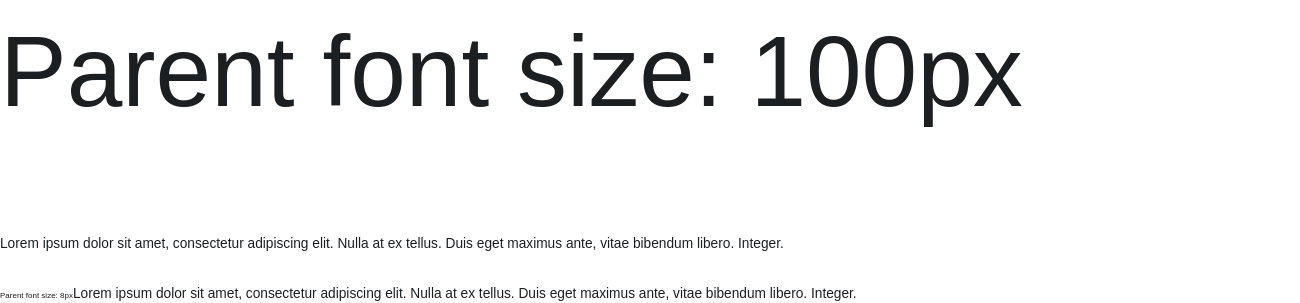 Parent font size: 100px
Lorem ipsum dolor sit amet, consectetur adipiscing elit. Nulla at ex tellus. Duis eget maximus ante, vitae bibendum libero. Integer.
Parent font size: 8pxLorem ipsum dolor sit amet, consectetur adipiscing elit. Nulla at ex tellus. Duis eget maximus ante, vitae bibendum libero. Integer.